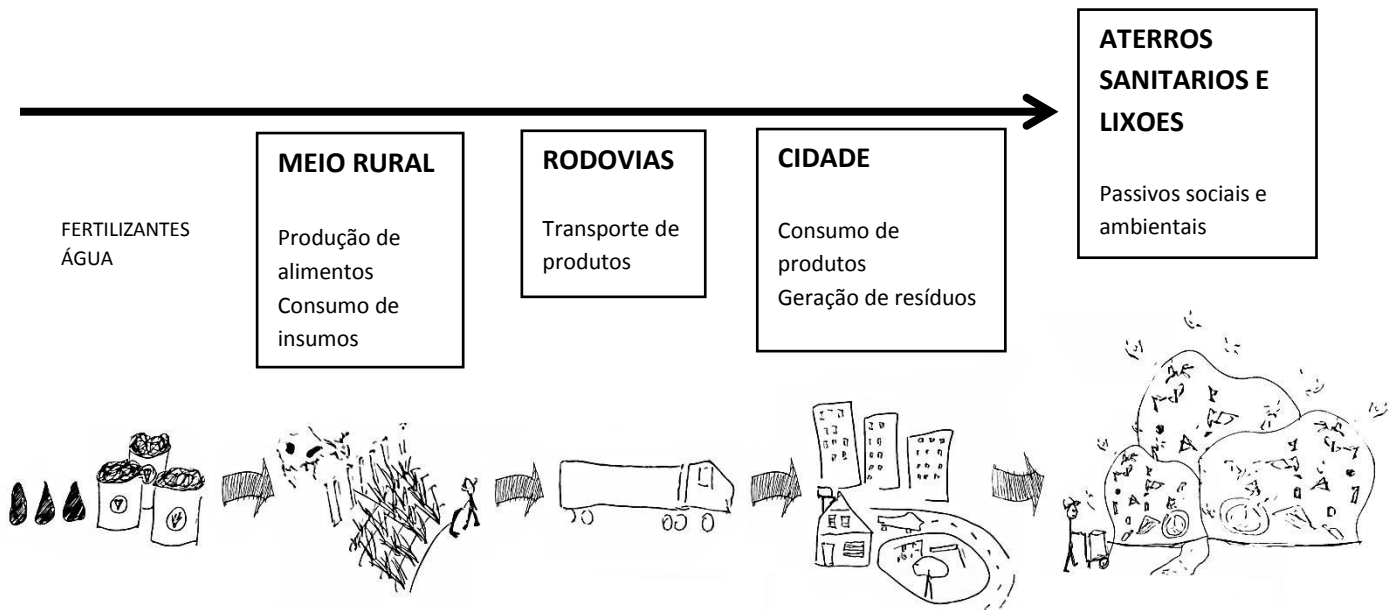 FERTILIZANTES
ÁGUA
MEIO RURAL
Produção de
alimentos
Consumo de
insumos
RODOVIAS
Transporte de
produtos
CIDADE
Consumo de
produtos
Geração de resíduos
ATERROS
SANITARIOS E
LIXOES
Passivos sociais e
ambientais